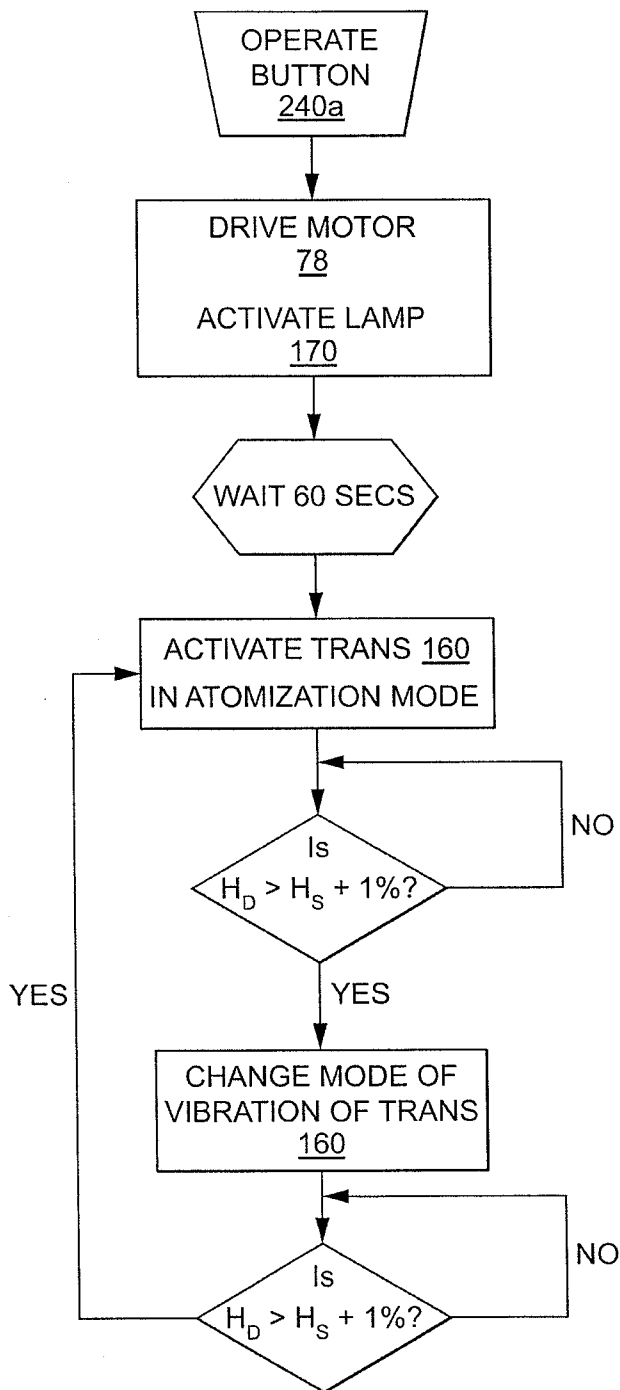 OPERATE
BUTTON
240a
DRIVE MOTOR
78
ACTIVATE LAMP
170
WAIT 60 SECS
ACTIVATE TRANS 160
IN ATOMIZATION MODE
Is
H_D > H_S + 1%?
NO
YES
YES
CHANGE MODE OF
VIBRATION OF TRANS
160
Is
H_D > H_S + 1%?
NO